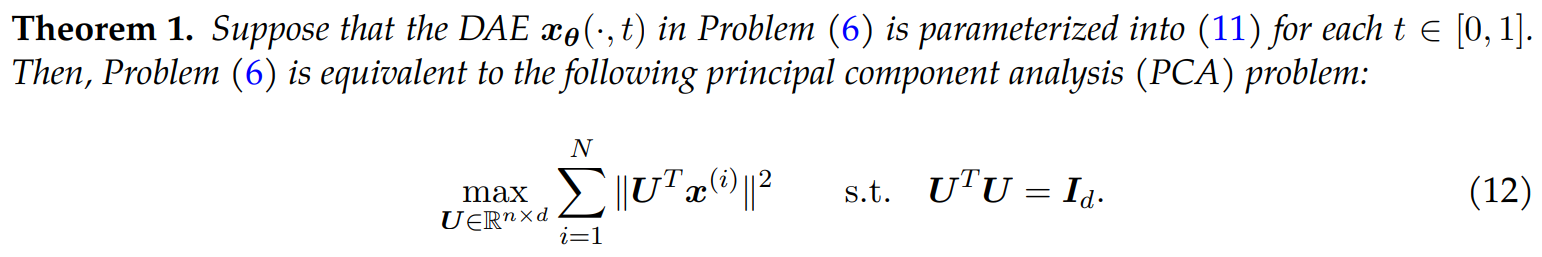 Theorem 1. Suppose that the DAE $\boldsymbol{x}_{\boldsymbol{\theta}}(\cdot, t)$ in Problem (6) is parameterized into (11) for each $t \in [0, 1]$.
Then, Problem (6) is equivalent to the following principal component analysis (PCA) problem:
$\max_{\boldsymbol{U} \in \mathbb{R}^{n \times d}} \sum_{i=1}^{N} \|\boldsymbol{U}^T \boldsymbol{x}^{(i)}\|^2 \quad \text{s.t.} \quad \boldsymbol{U}^T \boldsymbol{U} = \boldsymbol{I}_d.$ (12)